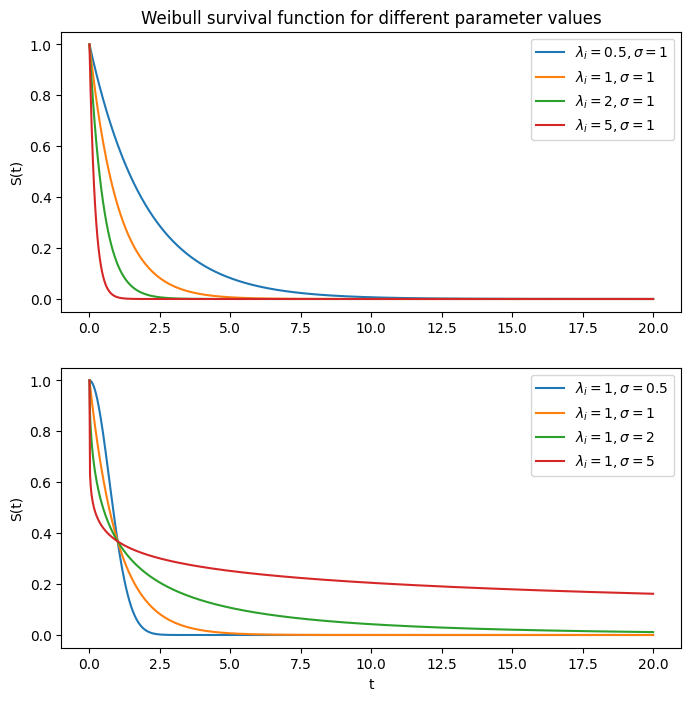 Weibull survival function for different parameter values
1.0
0.8
0.6
0.4
0.2
0.0
S(t)
λᵢ = 0.5, σ = 1
λᵢ = 1, σ = 1
λᵢ = 2, σ = 1
λᵢ = 5, σ = 1
0.0 2.5 5.0 7.5 10.0 12.5 15.0 17.5 20.0
1.0
0.8
0.6
0.4
0.2
0.0
S(t)
λᵢ = 1, σ = 0.5
λᵢ = 1, σ = 1
λᵢ = 1, σ = 2
λᵢ = 1, σ = 5
0.0 2.5 5.0 7.5 10.0 12.5 15.0 17.5 20.0
t